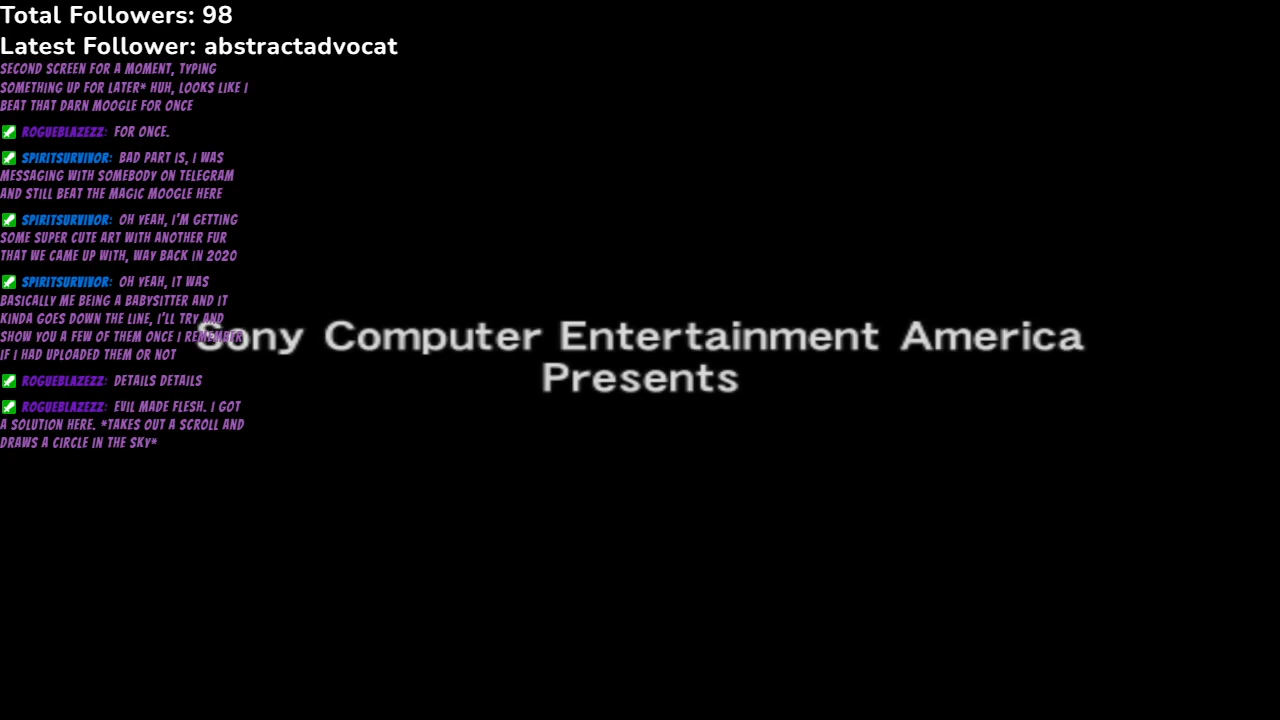 Total Followers: 98
Latest Follower: abstractadvocat
SECOND SCREEN FOR A MOMENT, TYPING
SOMETHING UP FOR LATER* HUH, LOOKS LIKE I
BEAT THAT DARN MOOGLE FOR ONCE
ROGUEBLAZEZZ: FOR ONCE.
SPIRITSURVIVOR: BAD PART IS, I WAS
MESSAGING WITH SOMEBODY ON TELEGRAM
AND STILL BEAT THE MAGIC MOOGLE HERE
SPIRITSURVIVOR: OH YEAH, I'M GETTING
SOME SUPER CUTE ART WITH ANOTHER FUR
THAT WE CAME UP WITH, WAY BACK IN 2020
SPIRITSURVIVOR: OH YEAH, IT WAS
BASICALLY ME BEING A BABYSITTER AND IT
KINDA GOES DOWN THE LINE, I'LL TRY AND
SHOW YOU A FEW OF THEM ONCE I REMEMBER
IF I HAD UPLOADED THEM OR NOT
ROGUEBLAZEZZ: DETAILS DETAILS
ROGUEBLAZEZZ: EVIL MADE FLESH. I GOT
A SOLUTION HERE. *TAKES OUT A SCROLL AND
DRAWS A CIRCLE IN THE SKY*
Sony Computer Entertainment America
Presents